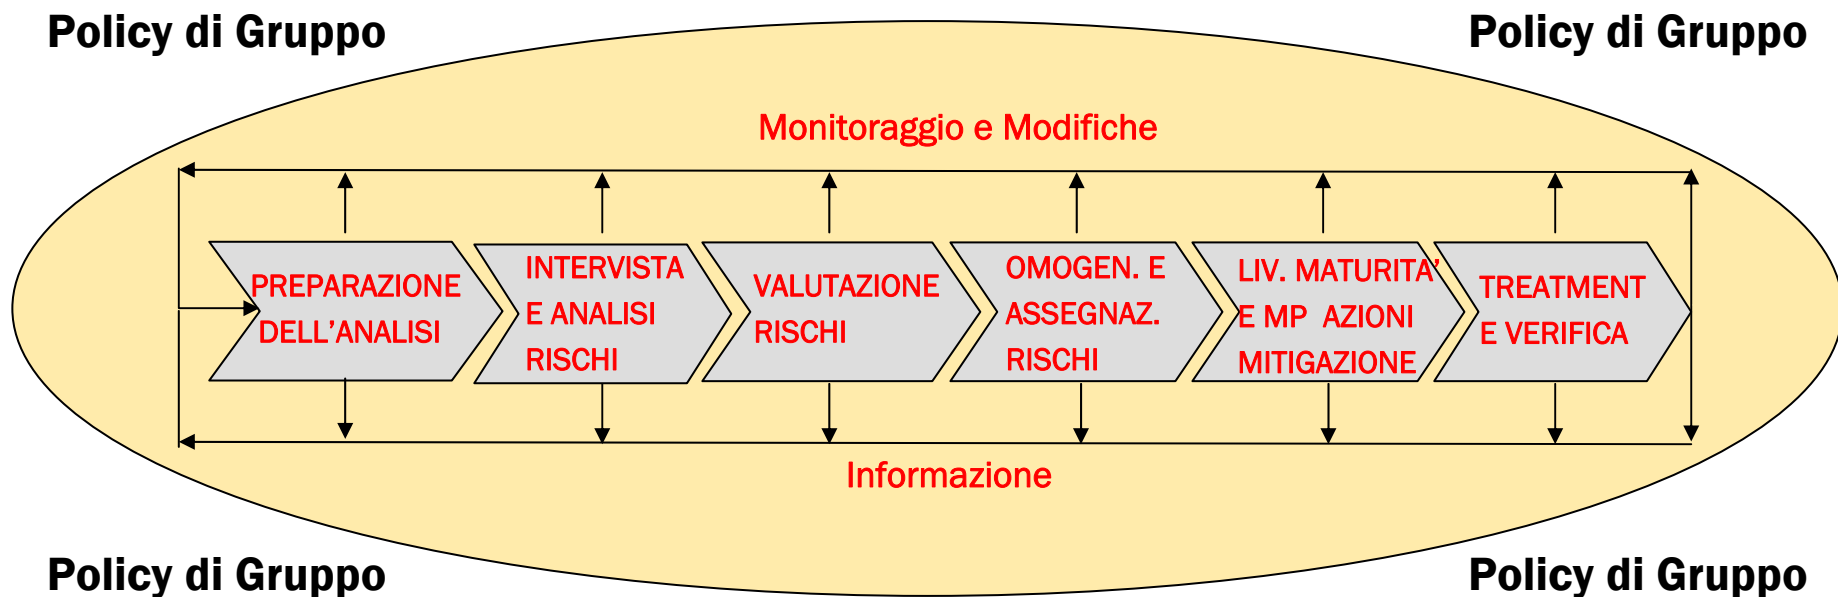 Policy di Gruppo
Policy di Gruppo
Monitoraggio e Modifiche
PREPARAZIONE
DELL’ANALISI
INTERVISTA
E ANALISI
RISCHI
VALUTAZIONE
RISCHI
OMOGEN. E
ASSEGNAZ.
RISCHI
LIV. MATURITA’
E MP AZIONI
MITIGAZIONE
TREATMENT
E VERIFICA
Informazione
Policy di Gruppo
Policy di Gruppo